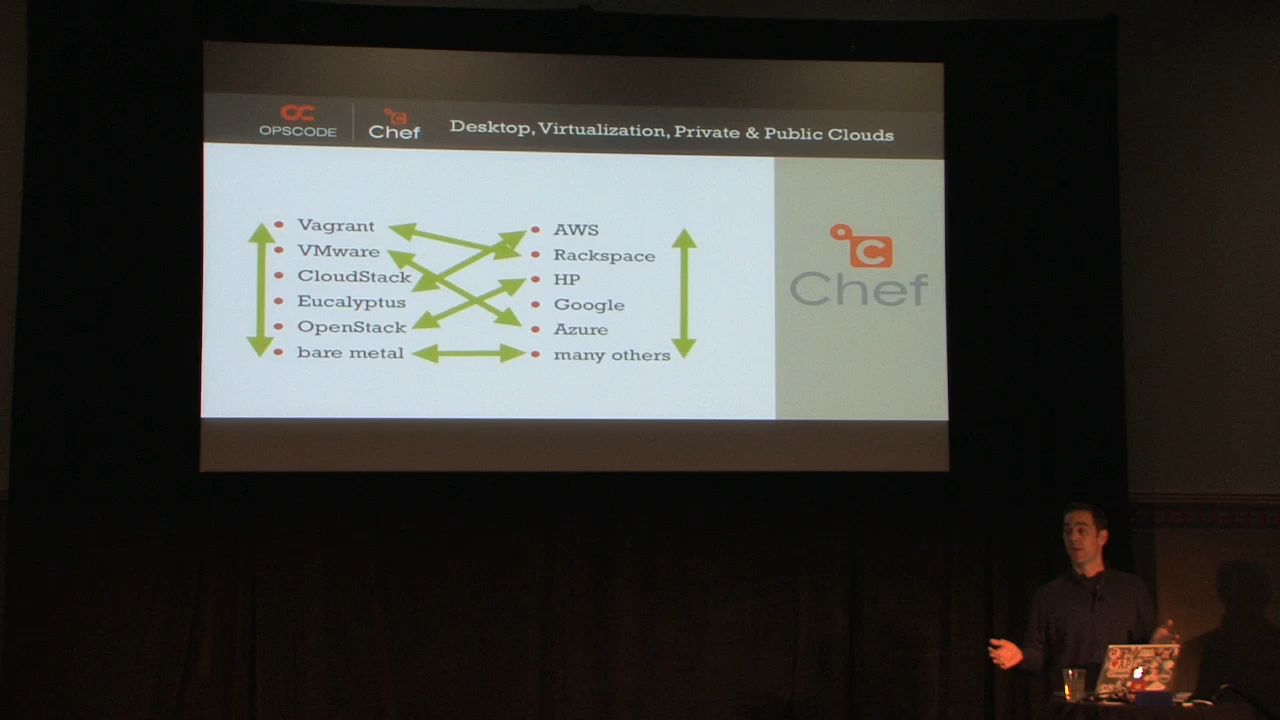 OPSCODE
Chef
Desktop, Virtualization, Private & Public Clouds
• Vagrant
• VMware
• CloudStack
• Eucalyptus
• OpenStack
• bare metal
• AWS
• Rackspace
• HP
• Google
• Azure
• many others
C
Chef